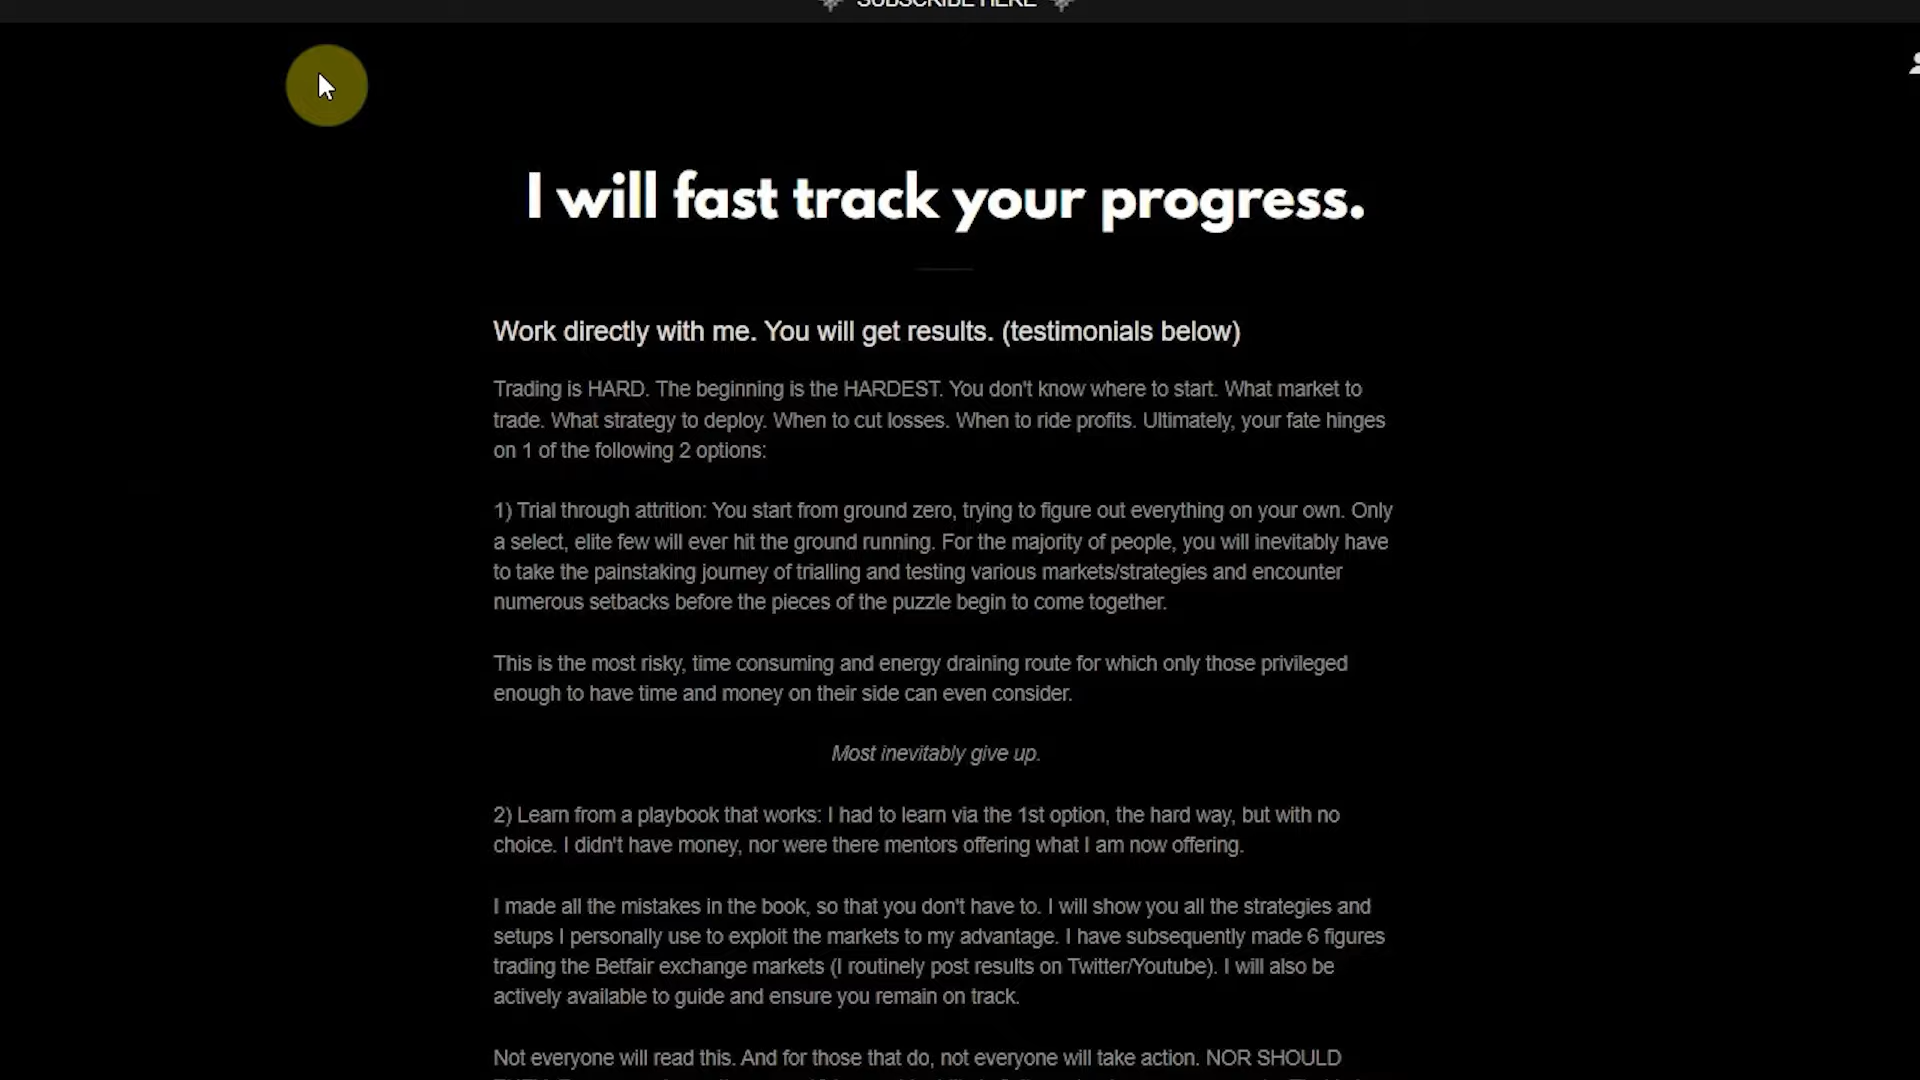 SUBSCRIBE HERE
I will fast track your progress.
Work directly with me. You will get results. (testimonials below)
Trading is HARD. The beginning is the HARDEST. You don't know where to start. What market to
trade. What strategy to deploy. When to cut losses. When to ride profits. Ultimately, your fate hinges
on 1 of the following 2 options:
1) Trial through attrition: You start from ground zero, trying to figure out everything on your own. Only
a select, elite few will ever hit the ground running. For the majority of people, you will inevitably have
to take the painstaking journey of trialling and testing various markets/strategies and encounter
numerous setbacks before the pieces of the puzzle begin to come together.
This is the most risky, time consuming and energy draining route for which only those privileged
enough to have time and money on their side can even consider.
Most inevitably give up.
2) Learn from a playbook that works: I had to learn via the 1st option, the hard way, but with no
choice. I didn't have money, nor were there mentors offering what I am now offering.
I made all the mistakes in the book, so that you don't have to. I will show you all the strategies and
setups I personally use to exploit the markets to my advantage. I have subsequently made 6 figures
trading the Betfair exchange markets (I routinely post results on Twitter/Youtube). I will also be
actively available to guide and ensure you remain on track.
Not everyone will read this. And for those that do, not everyone will take action. NOR SHOULD